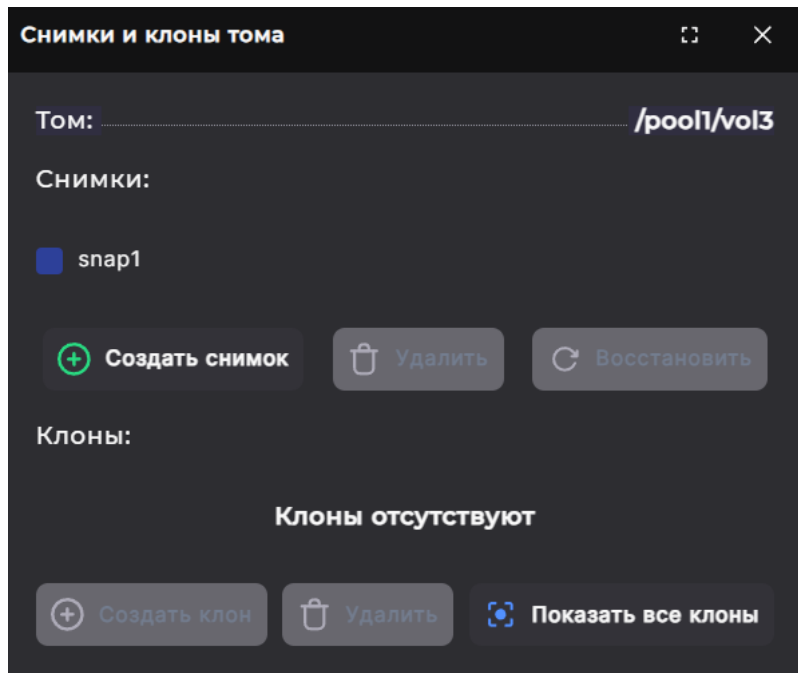 Снимки и клоны тома
Том: /pool1/vol3
Снимки:
snap1
Создать снимок Удалить Восстановить
Клоны:
Клоны отсутствуют
Создать клон Удалить Показать все клоны